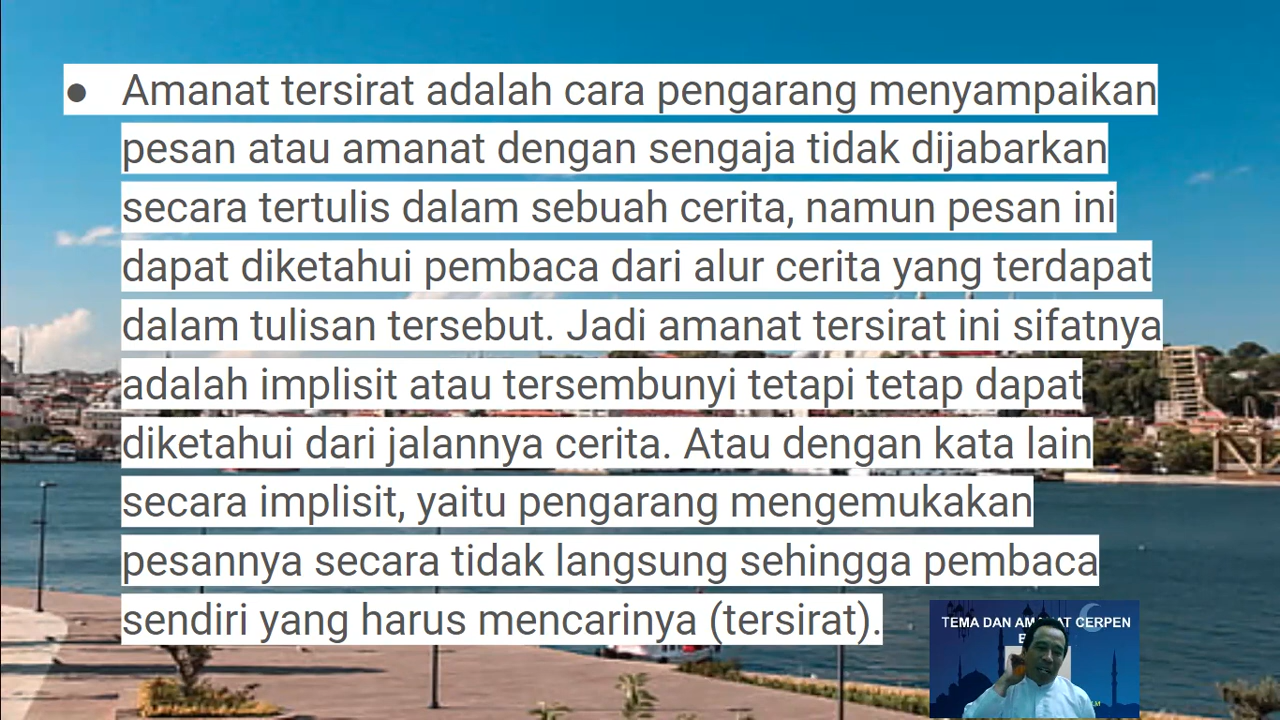 ● Amanat tersirat adalah cara pengarang menyampaikan
pesan atau amanat dengan sengaja tidak dijabarkan
secara tertulis dalam sebuah cerita, namun pesan ini
dapat diketahui pembaca dari alur cerita yang terdapat
dalam tulisan tersebut. Jadi amanat tersirat ini sifatnya
adalah implisit atau tersembunyi tetapi tetap dapat
diketahui dari jalannya cerita. Atau dengan kata lain
secara implisit, yaitu pengarang mengemukakan
pesannya secara tidak langsung sehingga pembaca
sendiri yang harus mencarinya (tersirat).
TEMA DAN CERPEN